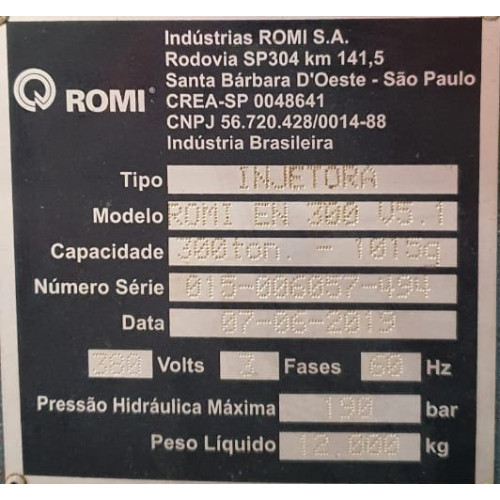 Indústrias ROMI S.A.
Rodovia SP304 km 141,5
Santa Bárbara D'Oeste - São Paulo
CREA-SP 0048641
CNPJ 56.720.428/0014-88
Indústria Brasileira
ROMI®
Tipo INJETORA
Modelo ROMI EN 300 V5.1
Capacidade 300ton. - 1015g
Número Série 016-006057-494
Data 07-06-2019
380 Volts Fases 60 Hz
Pressão Hidráulica Máxima 190 bar
Peso Líquido 12.000 kg